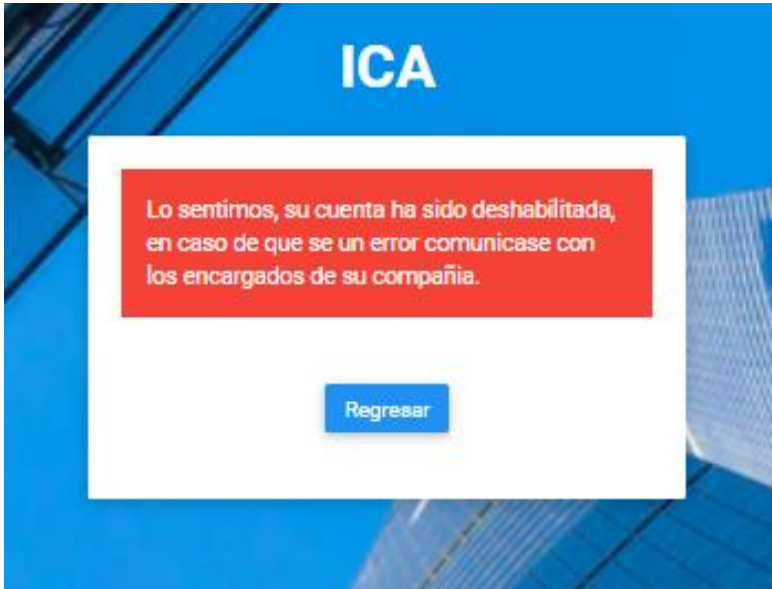 ICA
Lo sentimos, su cuenta ha sido deshabilitada,
en caso de que se un error comunicase con
los encargados de su compañia.
Regresar